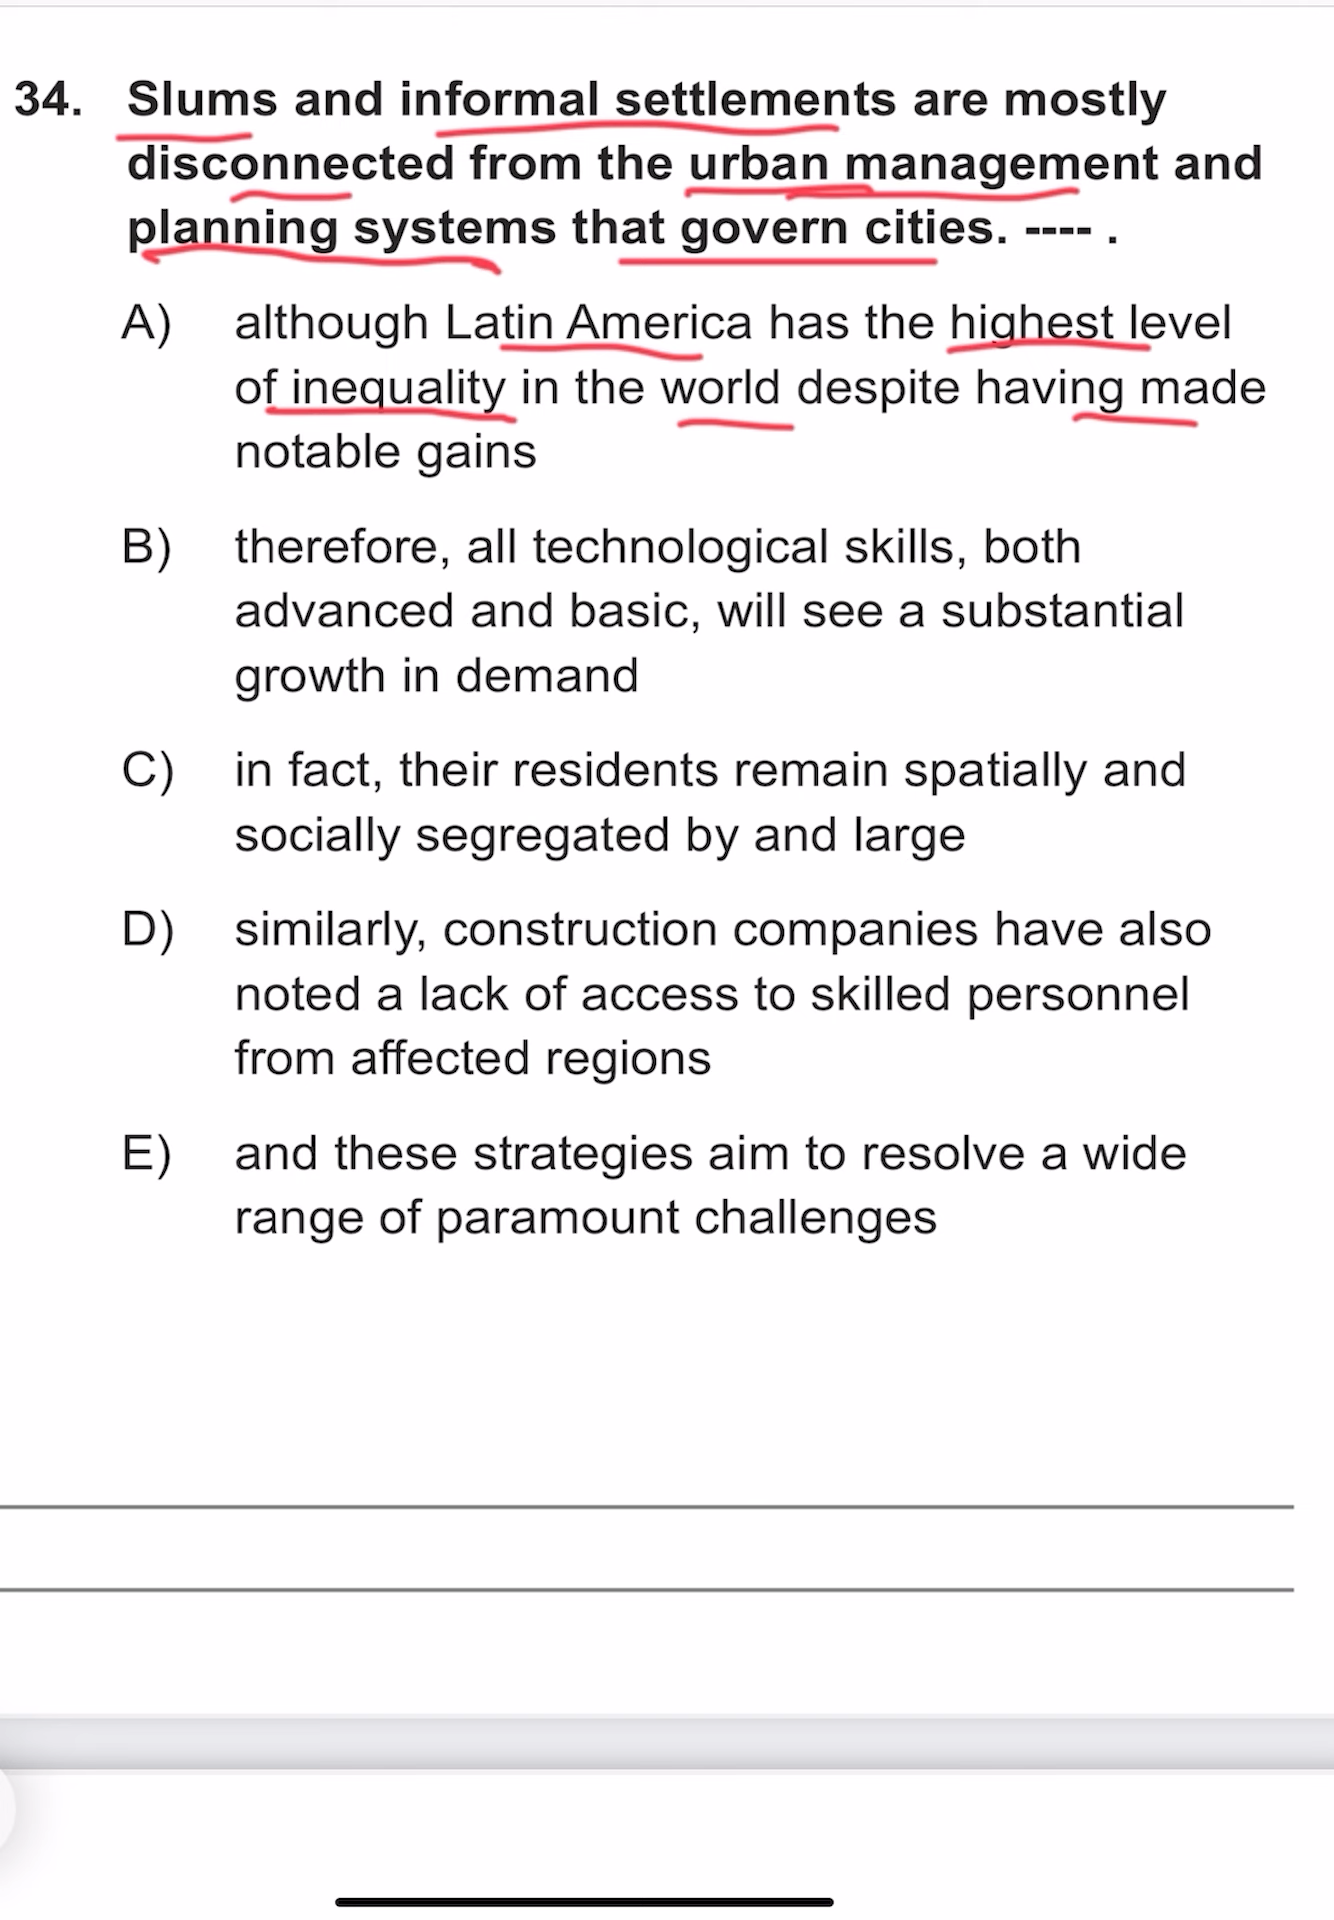 34. Slums and informal settlements are mostly
disconnected from the urban management and
planning systems that govern cities. ---- .
A) although Latin America has the highest level
of inequality in the world despite having made
notable gains
B) therefore, all technological skills, both
advanced and basic, will see a substantial
growth in demand
C) in fact, their residents remain spatially and
socially segregated by and large
D) similarly, construction companies have also
noted a lack of access to skilled personnel
from affected regions
E) and these strategies aim to resolve a wide
range of paramount challenges